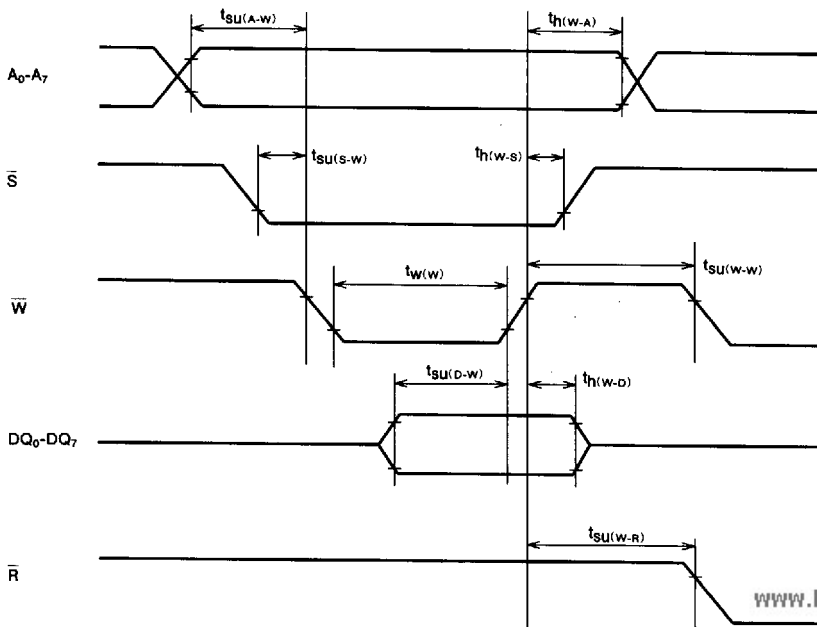 tsu(A-W)
th(W-A)
A0-A7
tsu(S-W)
th(W-S)
S̅
tw(W)
tsu(W-W)
W̅
tsu(D-W)
th(W-D)
DQ0-DQ7
tsu(W-R)
R̅
www.